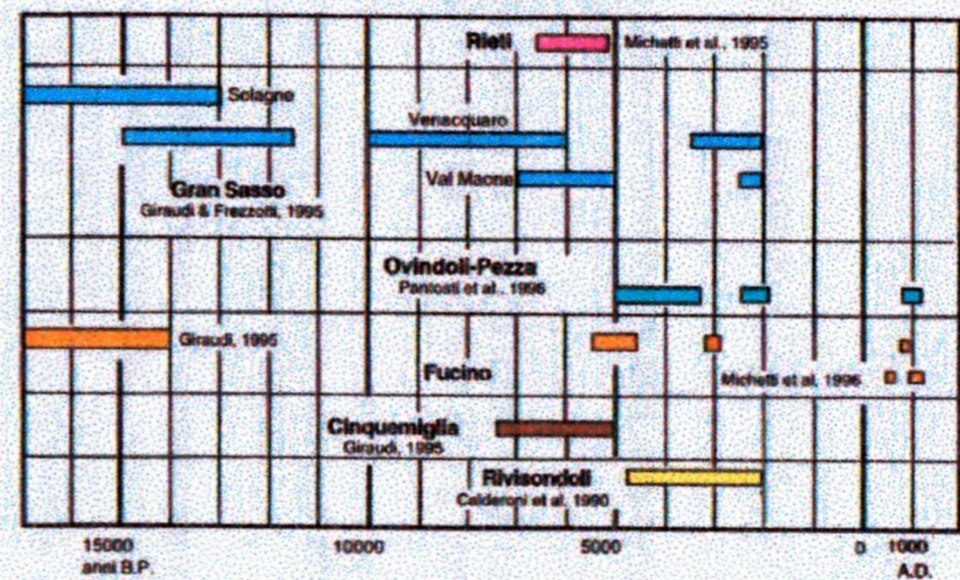 Rieti Michetti et al., 1995
Solagne
Venacquaro
Val Maone
Gran Sasso
Giraudi & Frezzotti, 1995
Ovindoli-Pezza
Pantosti et al., 1996
Giraudi, 1995
Fucino
Michetti et al, 1996
Cinquemiglia
Giraudi, 1995
Rivisondoli
Calderoni et al, 1990
15000 10000 5000 0 1000
anni B.P. A.D.